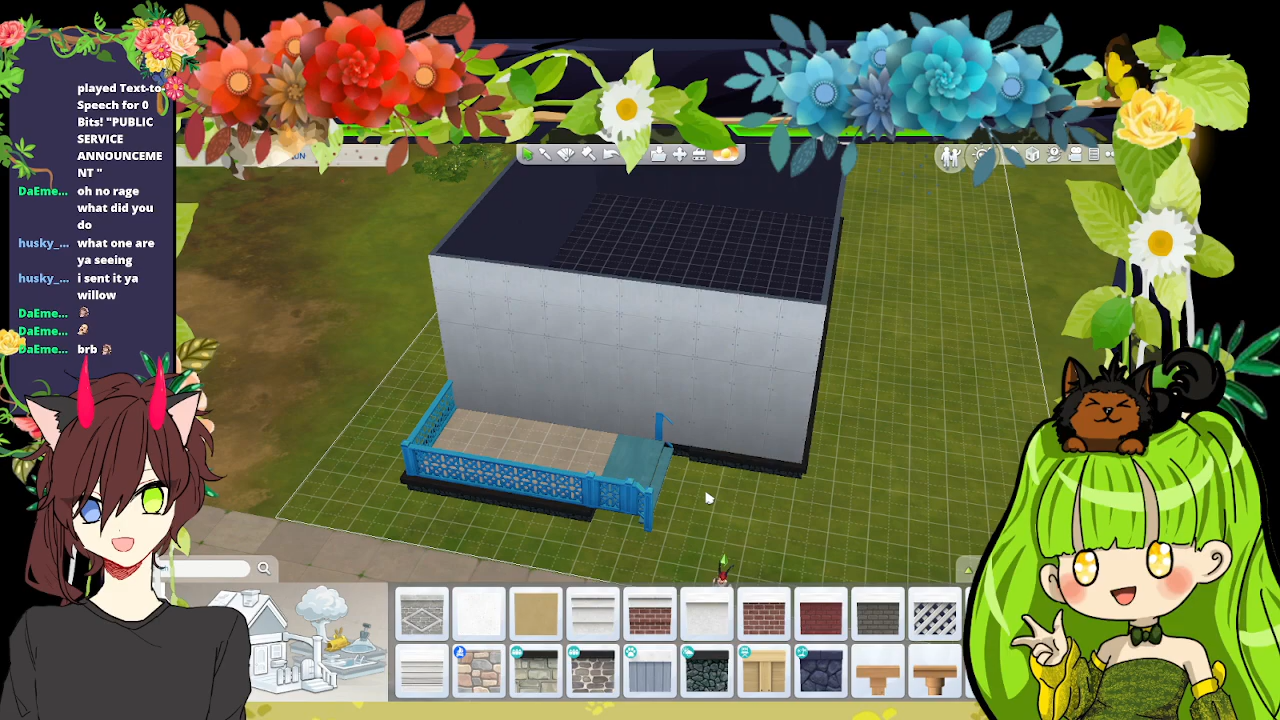 played Text-to-
Speech for 0
Bits! "PUBLIC
SERVICE
ANNOUNCEME
NT "
DaEme... oh no rage
what did you
do
husky_... what one are
ya seeing
husky_... i sent it ya
willow
DaEme...
DaEme...
DaEme... brb